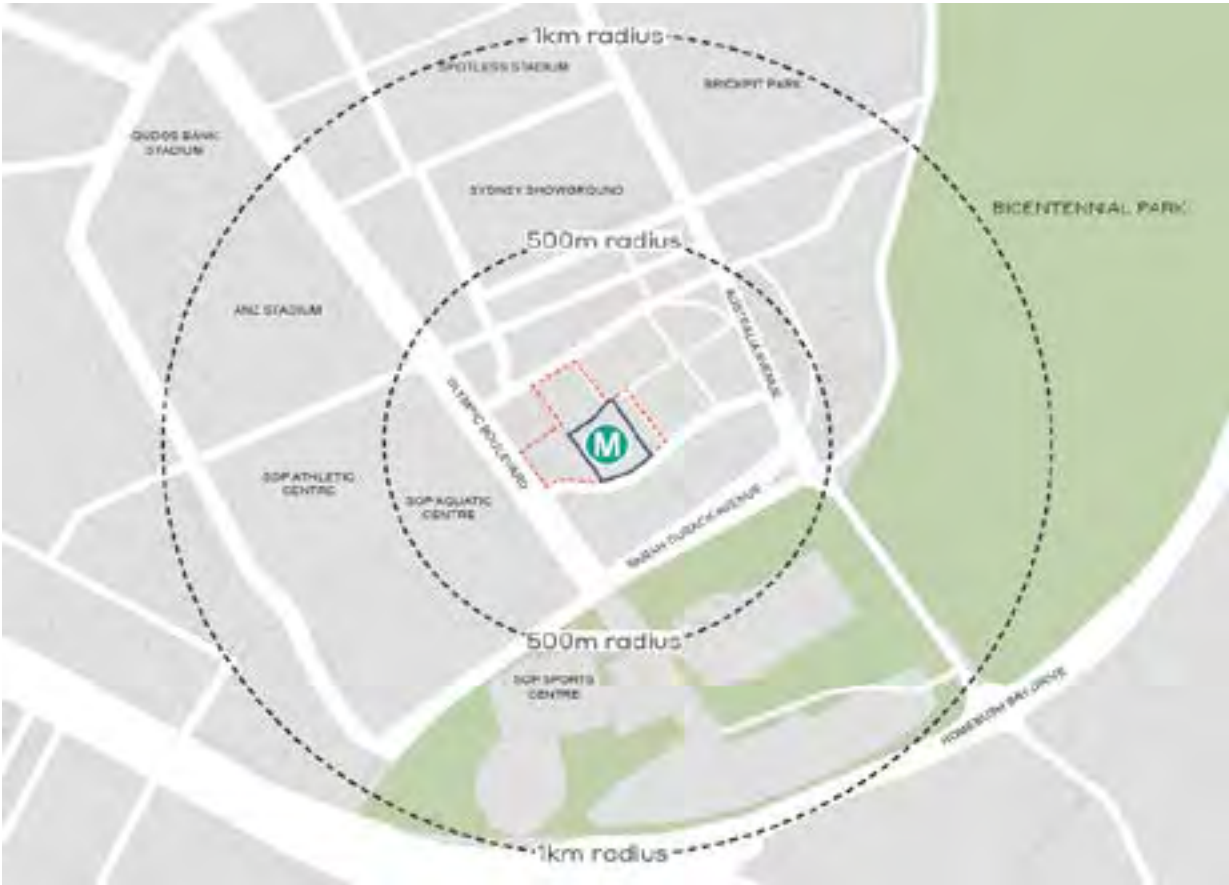 1km radius
SPOTLESS STADIUM
BRICKPIT PARK
QUDOS BANK
STADIUM
SYDNEY SHOWGROUND
BICENTENNIAL PARK
500m radius
ANZ STADIUM
AUSTRALIA AVENUE
OLYMPIC BOULEVARD
M
SOP ATHLETIC
CENTRE
SOP AQUATIC
CENTRE
SARAH DURACK AVENUE
500m radius
SOP SPORTS
CENTRE
HOMEBUSH BAY DRIVE
1km radius